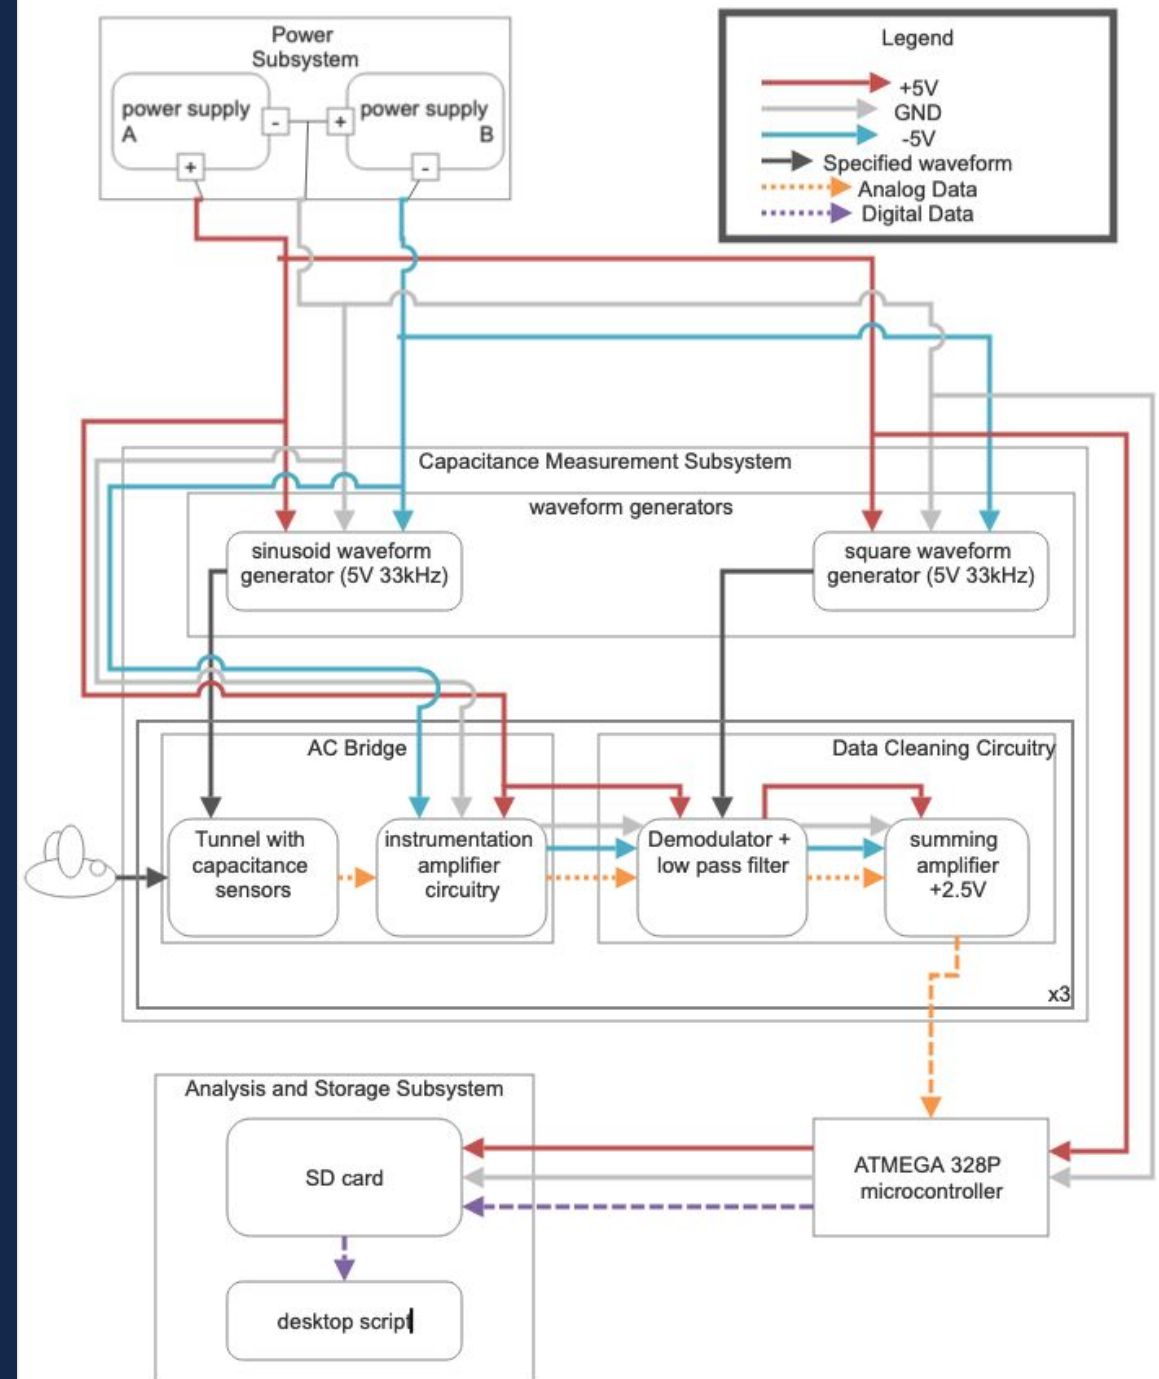 Power
Subsystem
power supply
A
-
+
power supply
B
+
-
Legend
+5V
GND
-5V
Specified waveform
Analog Data
Digital Data
Capacitance Measurement Subsystem
waveform generators
sinusoid waveform
generator (5V 33kHz)
square waveform
generator (5V 33kHz)
AC Bridge
Data Cleaning Circuitry
Tunnel with
capacitance
sensors
instrumentation
amplifier
circuitry
Demodulator +
low pass filter
summing
amplifier
+2.5V
x3
Analysis and Storage Subsystem
SD card
ATMEGA 328P
microcontroller
desktop script